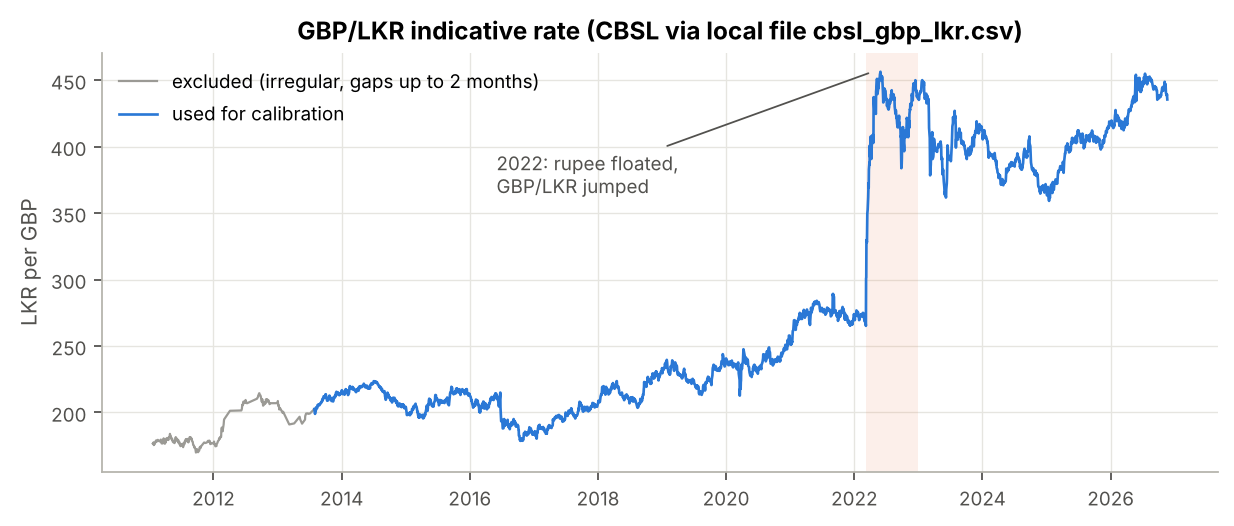 GBP/LKR indicative rate (CBSL via local file cbsl_gbp_lkr.csv)
excluded (irregular, gaps up to 2 months)
used for calibration
2022: rupee floated,
GBP/LKR jumped
LKR per GBP
450
400
350
300
250
200
2012 2014 2016 2018 2020 2022 2024 2026